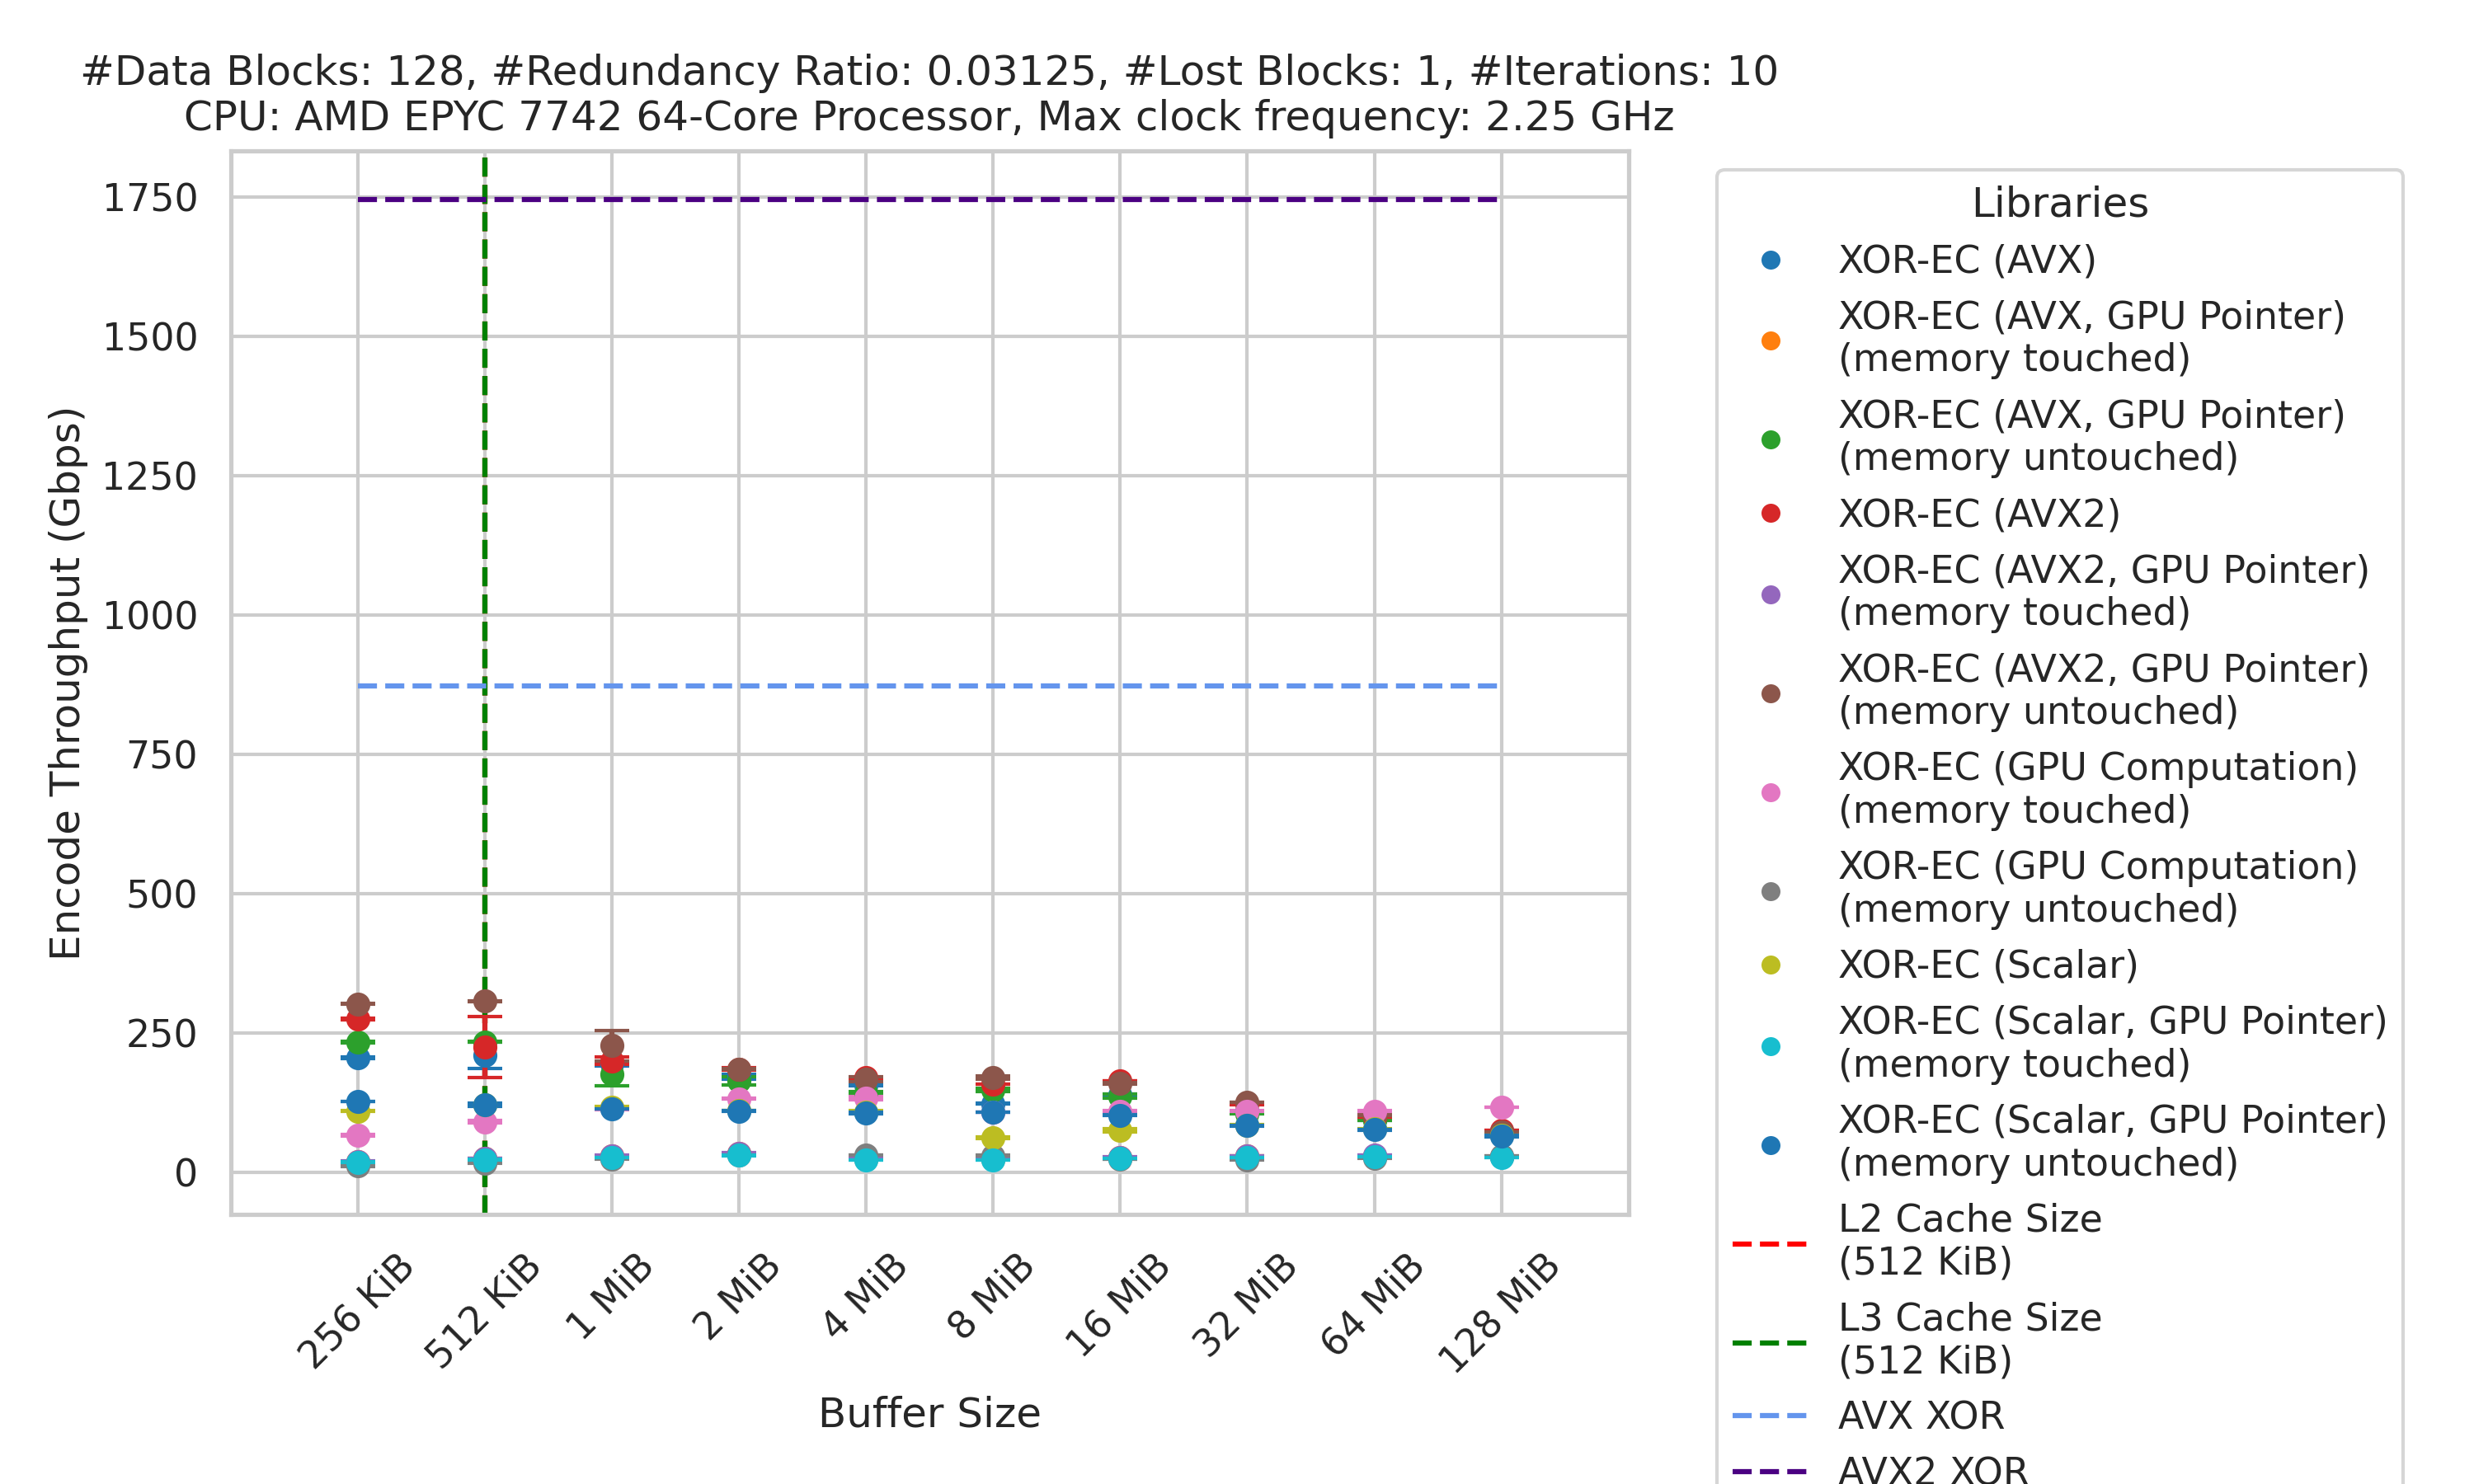 #Data Blocks: 128, #Redundancy Ratio: 0.03125, #Lost Blocks: 1, #Iterations: 10
CPU: AMD EPYC 7742 64-Core Processor, Max clock frequency: 2.25 GHz
Encode Throughput (Gbps)
1750
1500
1250
1000
750
500
250
0
256 KiB
512 KiB
1 MiB
2 MiB
4 MiB
8 MiB
16 MiB
32 MiB
64 MiB
128 MiB
Buffer Size
Libraries
XOR-EC (AVX)
XOR-EC (AVX, GPU Pointer)
(memory touched)
XOR-EC (AVX, GPU Pointer)
(memory untouched)
XOR-EC (AVX2)
XOR-EC (AVX2, GPU Pointer)
(memory touched)
XOR-EC (AVX2, GPU Pointer)
(memory untouched)
XOR-EC (GPU Computation)
(memory touched)
XOR-EC (GPU Computation)
(memory untouched)
XOR-EC (Scalar)
XOR-EC (Scalar, GPU Pointer)
(memory touched)
XOR-EC (Scalar, GPU Pointer)
(memory untouched)
L2 Cache Size
(512 KiB)
L3 Cache Size
(512 KiB)
AVX XOR
AVX2 XOR